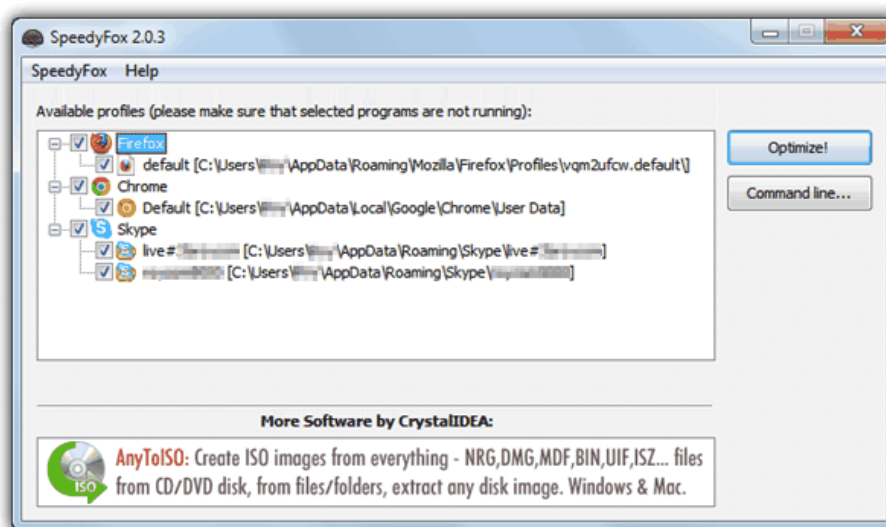 SpeedyFox 2.0.3
SpeedyFox Help
Available profiles (please make sure that selected programs are not running):
Firefox
default [C:\Users\ \AppData\Roaming\Mozilla\Firefox\Profiles\vqm2ufcw.default\]
Chrome
Default [C:\Users\ \AppData\Local\Google\Chrome\User Data]
Skype
live# [C:\Users\ \AppData\Roaming\Skype\live# ]
[C:\Users\ \AppData\Roaming\Skype\ ]
Optimize!
Command line...
More Software by CrystalIDEA:
ISO
AnyToISO: Create ISO images from everything - NRG,DMG,MDF,BIN,UIF,ISZ... files
from CD/DVD disk, from files/folders, extract any disk image. Windows & Mac.